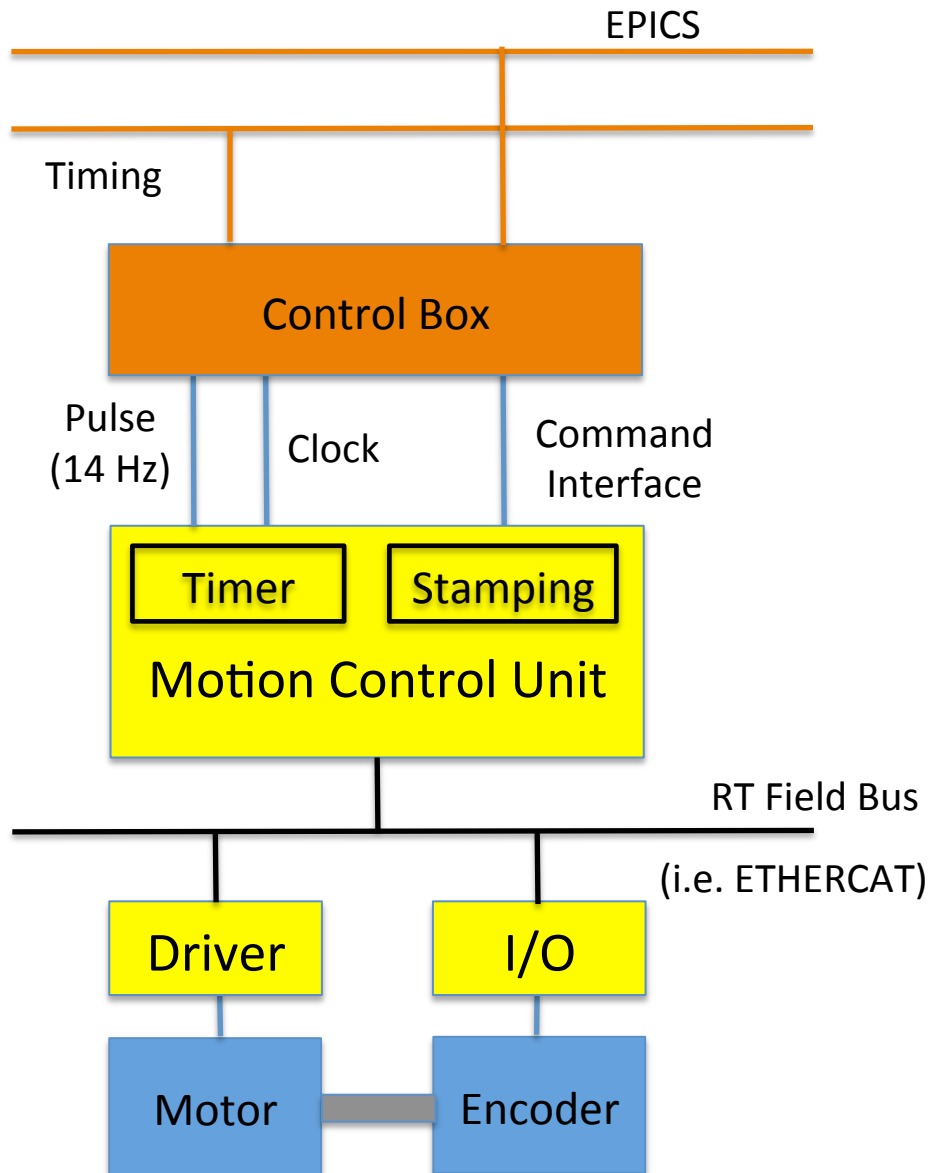 EPICS
Timing
Control Box
Pulse
(14 Hz)
Clock
Command
Interface
Timer
Stamping
Motion Control Unit
RT Field Bus
(i.e. ETHERCAT)
Driver
I/O
Motor
Encoder